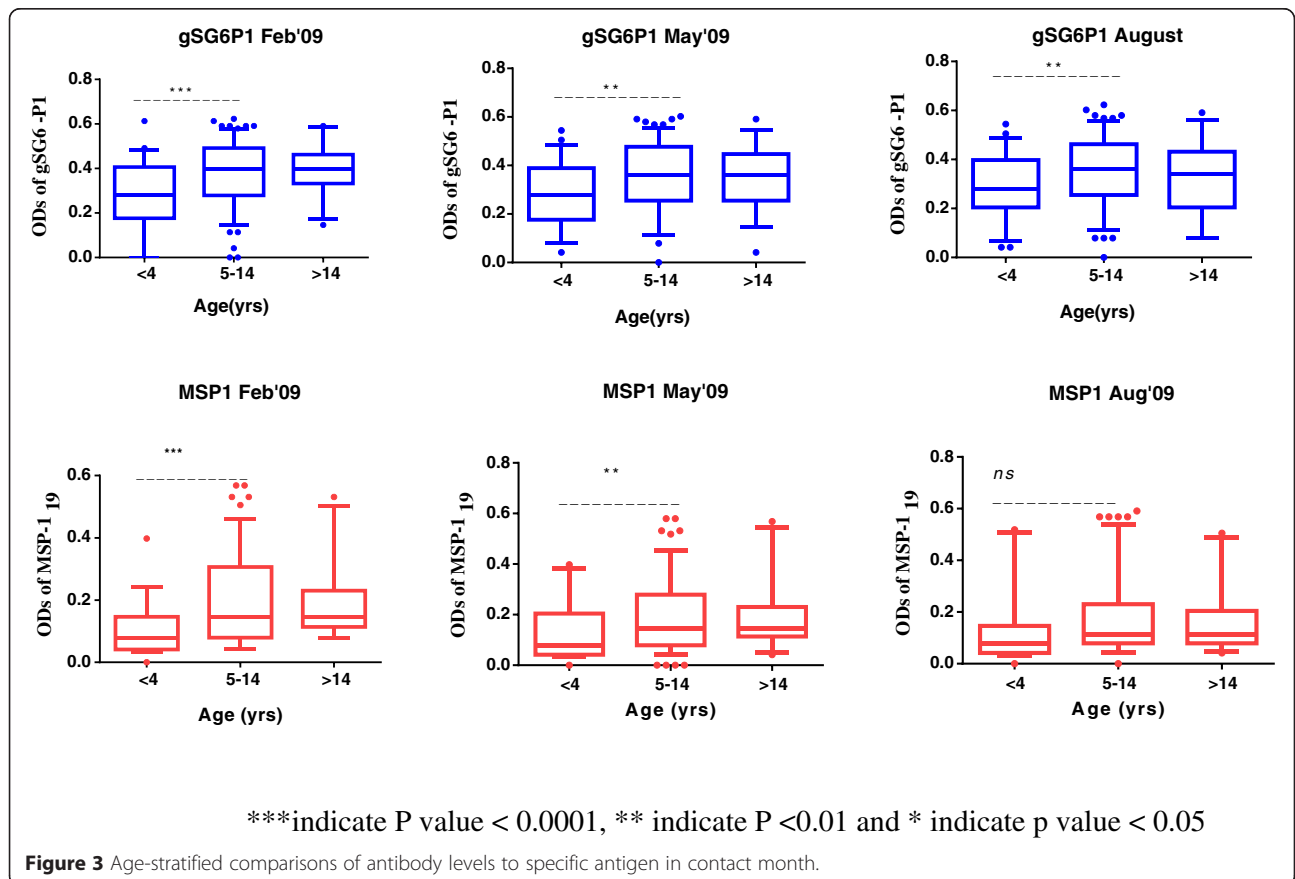 gSG6P1 Feb'09
gSG6P1 May'09
gSG6P1 August
ODs of gSG6 -P1
0.8
0.6
0.4
0.2
0.0
***
<4
5-14
>14
Age(yrs)
ODs of gSG6 -P1
0.8
0.6
0.4
0.2
0.0
**
<4
5-14
>14
Age(yrs)
ODs of gSG6 -P1
0.8
0.6
0.4
0.2
0.0
**
<4
5-14
>14
Age(yrs)
MSP1 Feb'09
MSP1 May'09
MSP1 Aug'09
ODs of MSP-1 19
0.6
0.4
0.2
0.0
***
<4
5-14
>14
Age (yrs)
ODs of MSP-1 19
0.8
0.6
0.4
0.2
0.0
**
<4
5-14
>14
Age (yrs)
ODs of MSP-1 19
0.8
0.6
0.4
0.2
0.0
ns
<4
5-14
>14
Age (yrs)
***indicate P value < 0.0001, ** indicate P <0.01 and * indicate p value < 0.05
Figure 3 Age-stratified comparisons of antibody levels to specific antigen in contact month.